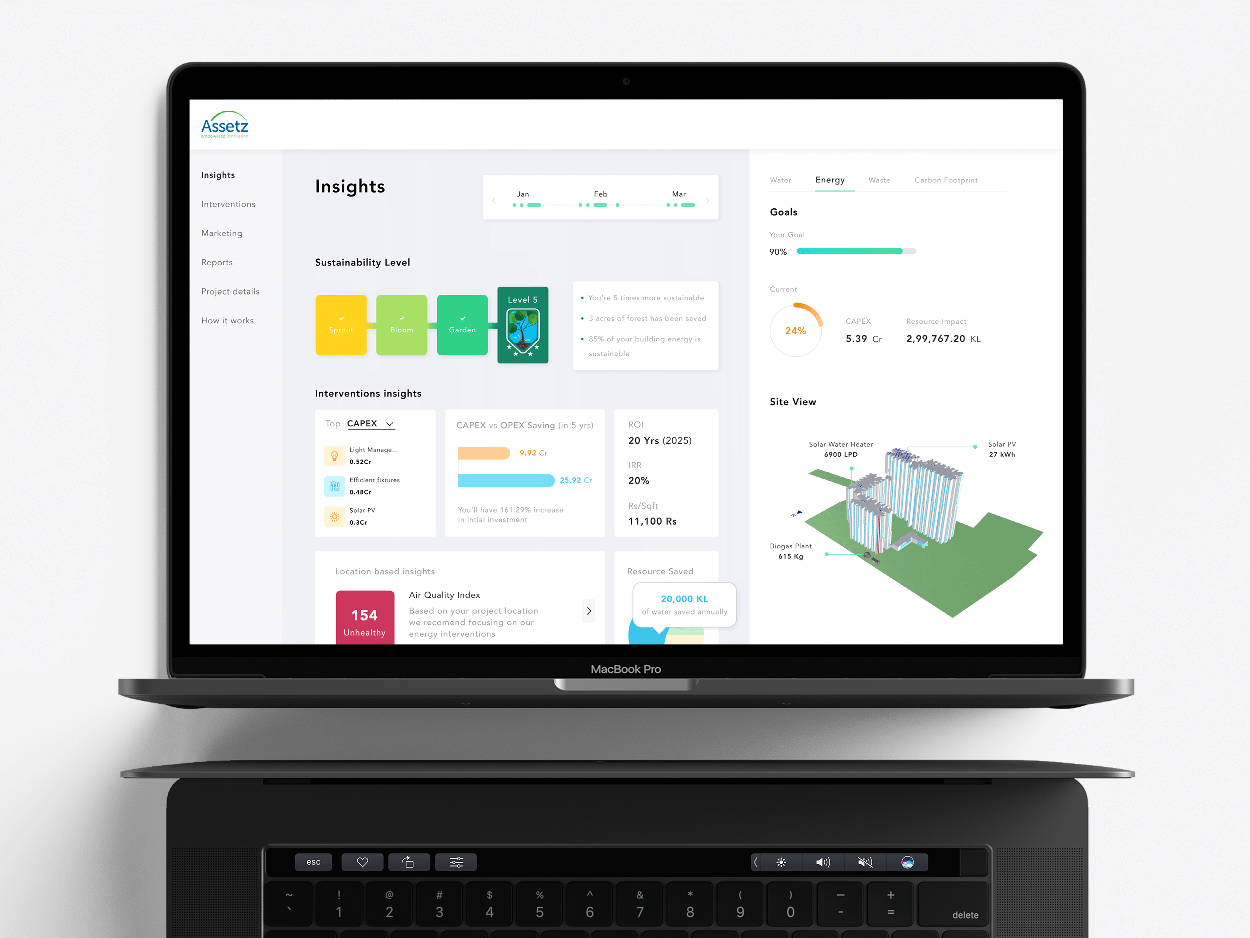 Assetz
empowered innovation
Insights
Interventions
Marketing
Reports
Project details
How it works
Insights
Jan Feb Mar
Sustainability Level
Sprout
Bloom
Garden
Level 5
You're 5 times more sustainable
3 acres of forest has been saved
85% of your building energy is
sustainable
Interventions insights
Top CAPEX
Light Manage...
0.52Cr
Efficient fixtures
0.48Cr
Solar PV
0.3Cr
CAPEX vs OPEX Saving (in 5 yrs)
9.92 Cr
25.92 Cr
You'll have 161.29% increase
in intial investment
ROI
20 Yrs (2025)
IRR
20%
Rs/Sqft
11,100 Rs
Location based insights
154
Unhealthy
Air Quality Index
Based on your project location
we recomend focusing on our
energy interventions
Resource Saved
20,000 KL
of water saved annually
Water Energy Waste Carbon Footprint
Goals
Your Goal
90%
Current
24%
CAPEX
5.39 Cr
Resource Impact
2,99,767.20 KL
Site View
Solar Water Heater
6900 LPD
Solar PV
27 kWh
Biogas Plant
615 Kg
MacBook Pro
esc
~ ! @ # $ % ^ & * ( ) — +
` 1 2 3 4 5 6 7 8 9 0 - = delete